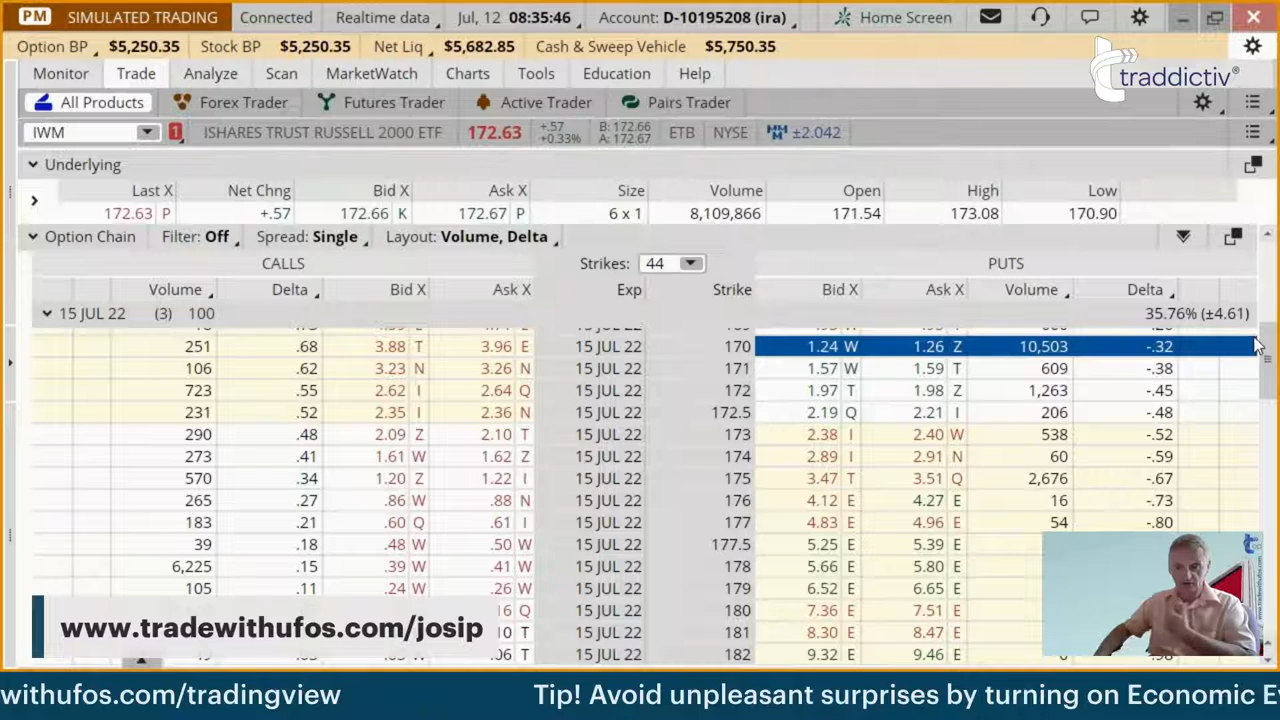 PM SIMULATED TRADING Connected Realtime data Jul, 12 08:35:46 Account: D-10195208 (ira) Home Screen
Option BP $5,250.35 Stock BP $5,250.35 Net Liq $5,682.85 Cash & Sweep Vehicle $5,750.35
Monitor Trade Analyze Scan MarketWatch Charts Tools Education Help
traddictiv®
All Products Forex Trader Futures Trader Active Trader Pairs Trader
IWM 1 ISHARES TRUST RUSSELL 2000 ETF 172.63 +.57 +0.33% B: 172.66 A: 172.67 ETB NYSE ±2.042
Underlying
Last X Net Chng Bid X Ask X Size Volume Open High Low
172.63 P +.57 172.66 K 172.67 P 6 x 1 8,109,866 171.54 173.08 170.90
Option Chain Filter: Off Spread: Single Layout: Volume, Delta
CALLS Strikes: 44 PUTS
Volume Delta Bid X Ask X Exp Strike Bid X Ask X Volume Delta
15 JUL 22 (3) 100 35.76% (±4.61)
251 .68 3.88 T 3.96 E 15 JUL 22 170 1.24 W 1.26 Z 10,503 -.32
106 .62 3.23 N 3.26 N 15 JUL 22 171 1.57 W 1.59 T 609 -.38
723 .55 2.62 I 2.64 Q 15 JUL 22 172 1.97 T 1.98 Z 1,263 -.45
231 .52 2.35 I 2.36 N 15 JUL 22 172.5 2.19 Q 2.21 I 206 -.48
290 .48 2.09 Z 2.10 T 15 JUL 22 173 2.38 I 2.40 W 538 -.52
273 .41 1.61 W 1.62 Z 15 JUL 22 174 2.89 I 2.91 N 60 -.59
570 .34 1.20 Z 1.22 I 15 JUL 22 175 3.47 T 3.51 Q 2,676 -.67
265 .27 .86 W .88 N 15 JUL 22 176 4.12 E 4.27 E 16 -.73
183 .21 .60 Q .61 I 15 JUL 22 177 4.83 E 4.96 E 54 -.80
39 .18 .48 W .50 W 15 JUL 22 177.5 5.25 E 5.39 E
6,225 .15 .39 W .41 W 15 JUL 22 178 5.66 E 5.80 E
105 .11 .24 W .26 W 15 JUL 22 179 6.52 E 6.65 E
16 Q 15 JUL 22 180 7.36 E 7.51 E
10 T 15 JUL 22 181 8.30 E 8.47 E
.06 T 15 JUL 22 182 9.32 E 9.46 E
www.tradewithufos.com/josip
withufos.com/tradingview Tip! Avoid unpleasant surprises by turning on Economic E